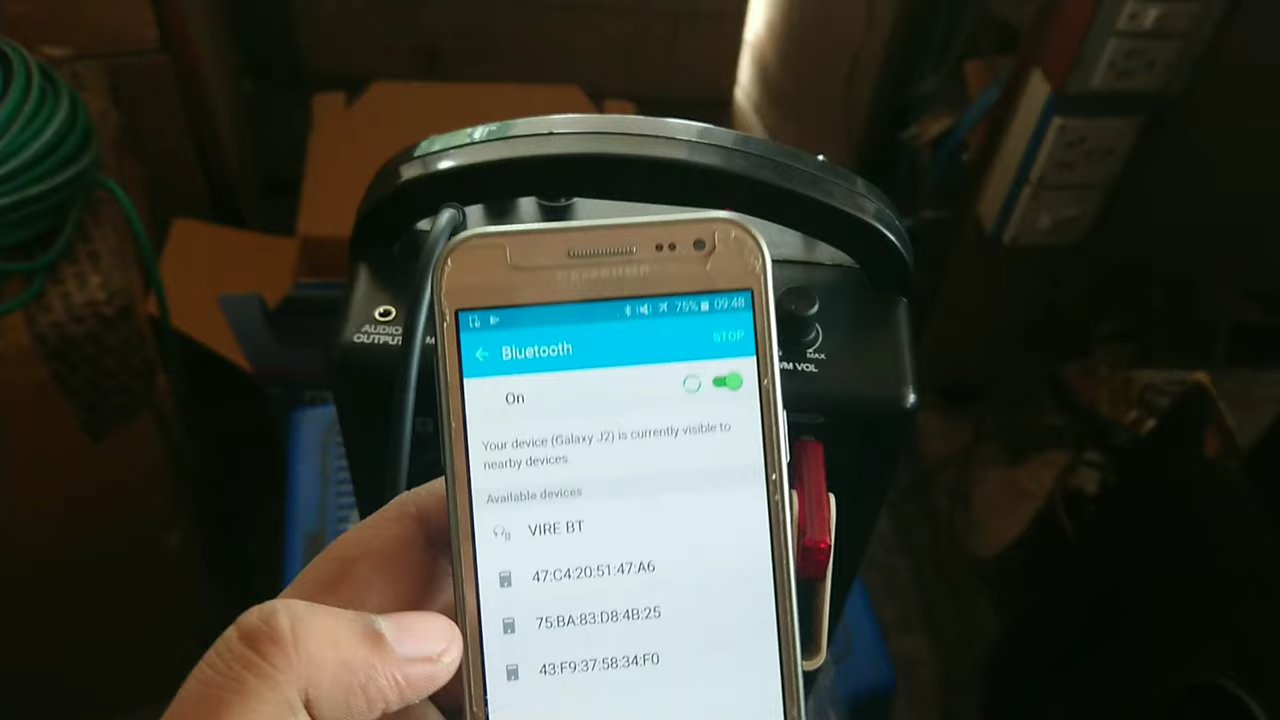 SAMSUNG
75% 09:48
Bluetooth
STOP
On
Your device (Galaxy J2) is currently visible to
nearby devices.
Available devices
VIRE BT
47:C4:20:51:47:A6
75:BA:83:D8:4B:25
43:F9:37:58:34:F0
AUDIO
OUTPUT
MAX
VOL